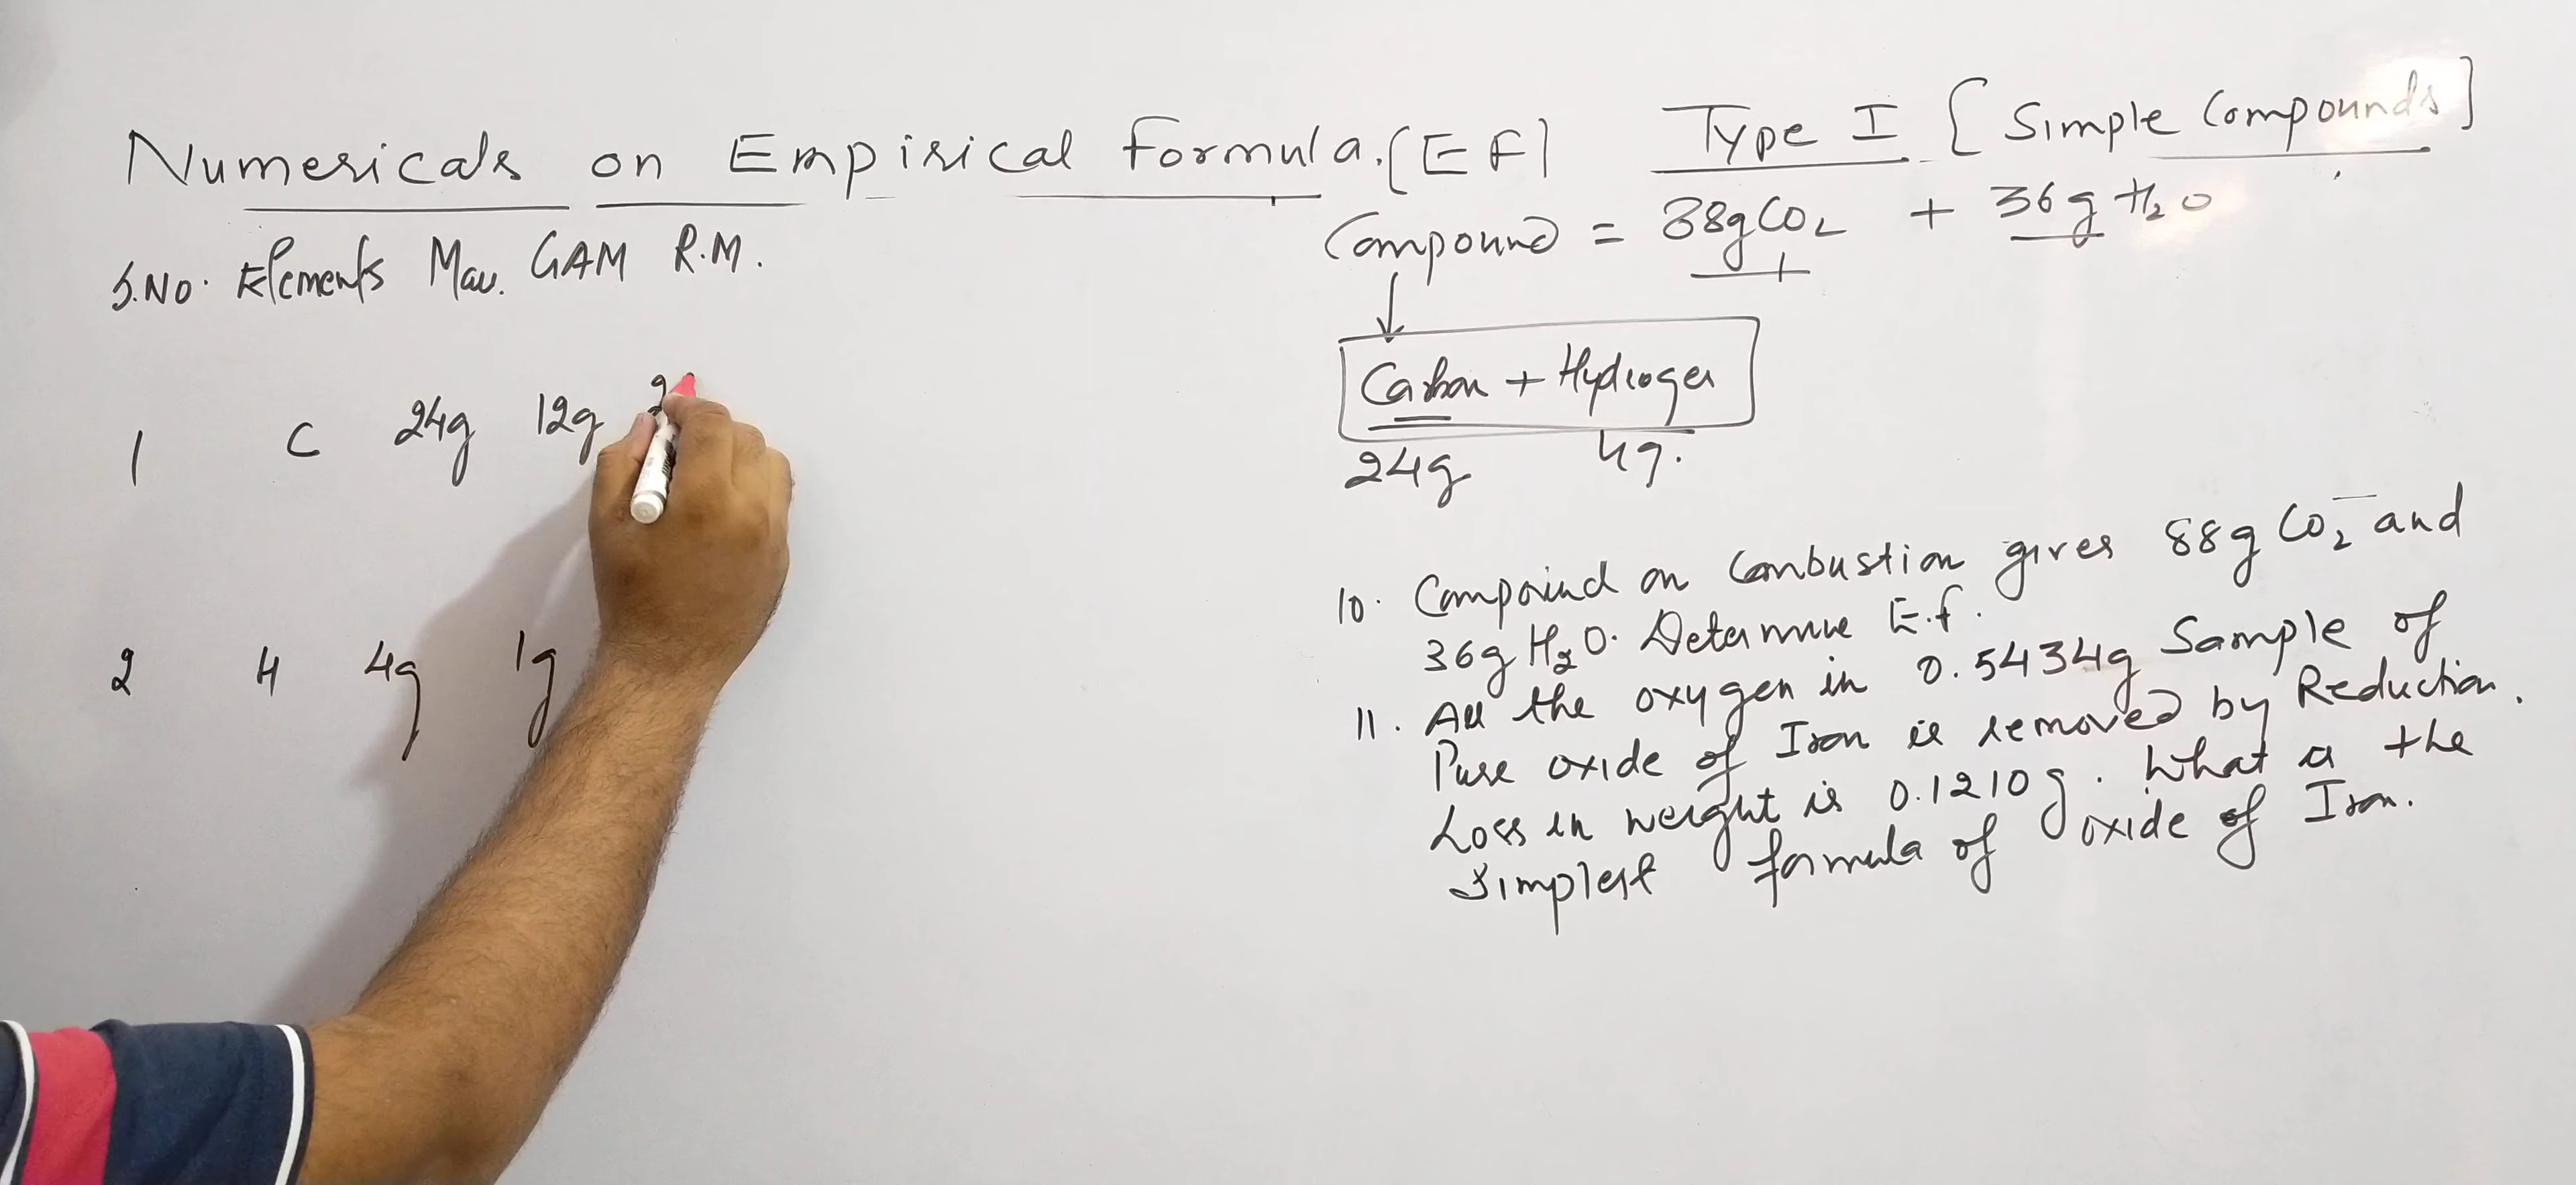 Numericals on Empirical formula. [EF]
Type I [Simple Compounds]
S.No. Elements Mass. GAM R.M.
1 C 24g 12g
2 H 4g 1g
Compound = 88gCO2 + 36g H2O
Carbon + Hydrogen
24g 4g.
10. Compound on Combustion gives 88g CO2 and
36g H2O. Determine E.f.
11. All the oxygen in 0.5434g Sample of
Pure oxide of Iron is removed by Reduction.
Loss in weight is 0.1210g. What is the
Simplest formula of oxide of Iron.